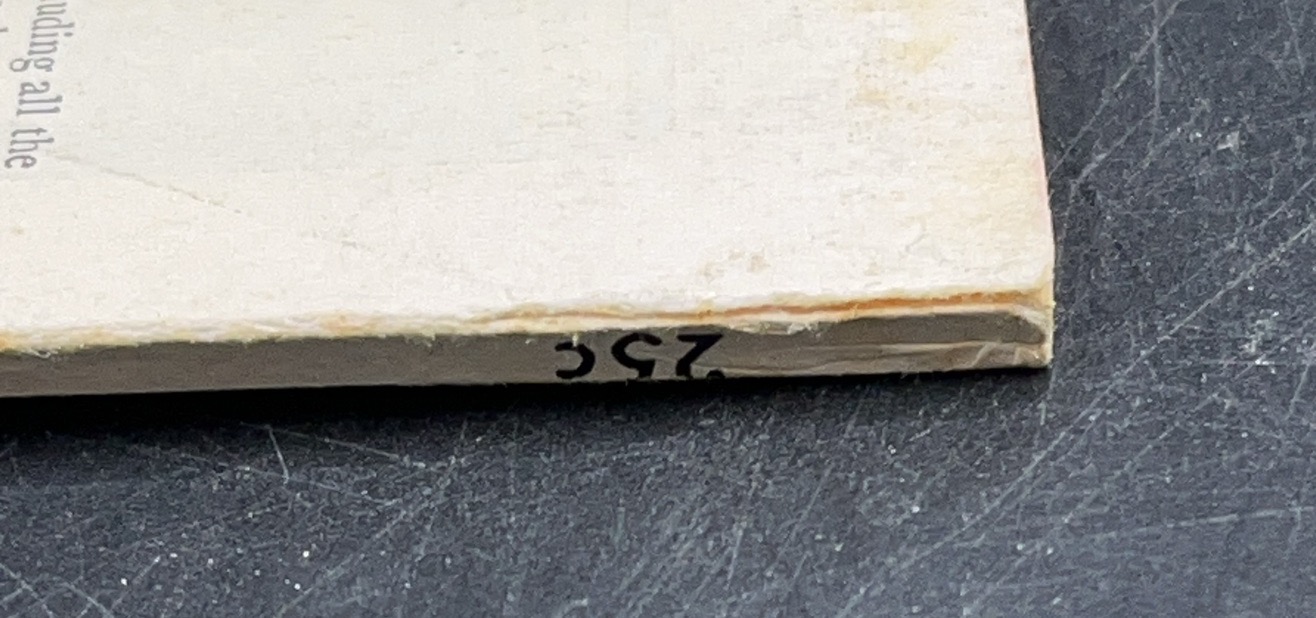 uding all the
25c